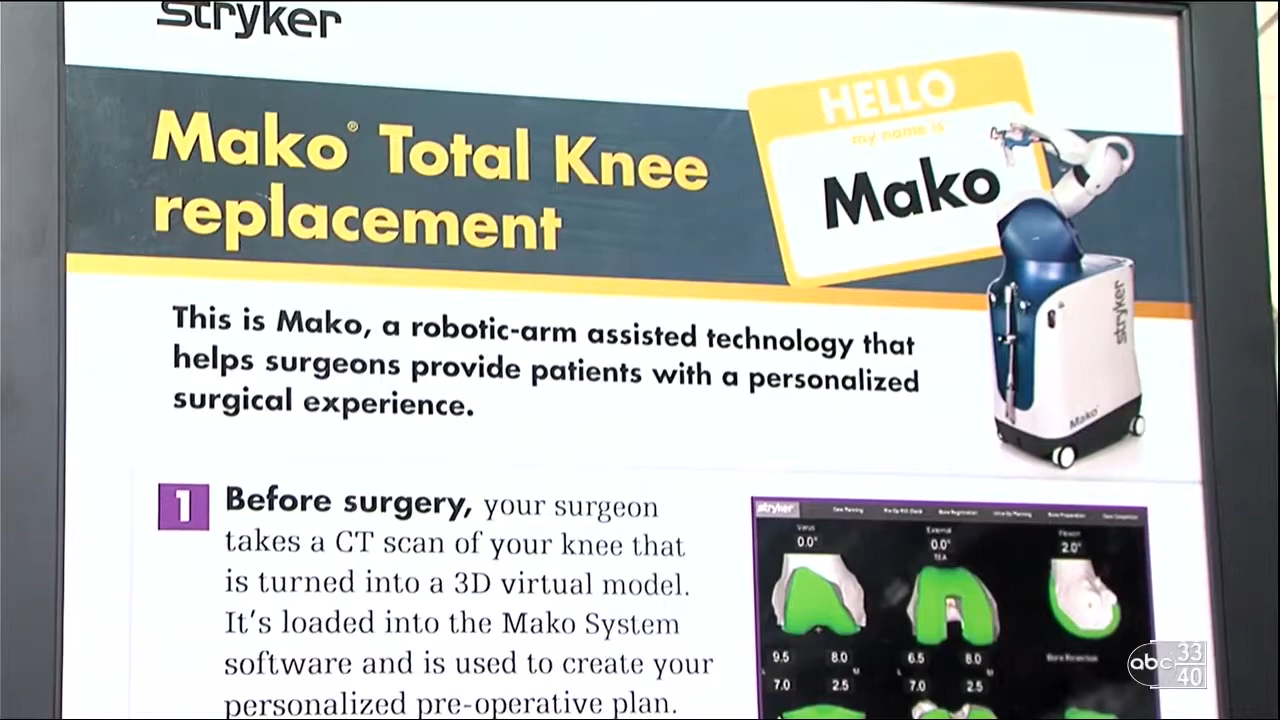 stryker
Mako® Total Knee
replacement
HELLO
my name is
Mako
This is Mako, a robotic-arm assisted technology that
helps surgeons provide patients with a personalized
surgical experience.
stryker
Mako
1 Before surgery, your surgeon
takes a CT scan of your knee that
is turned into a 3D virtual model.
It's loaded into the Mako System
software and is used to create your
personalized pre-operative plan.
stryker
Varus External Flexion
0.0° 0.0° 2.0°
TEA
Bone Resection
9.5 8.0 6.5 8.0
7.0 2.5 7.0 2.5
abc 33
40